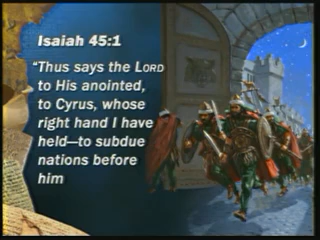 Isaiah 45:1
“Thus says the LORD
to His anointed,
to Cyrus, whose
right hand I have
held—to subdue
nations before
him